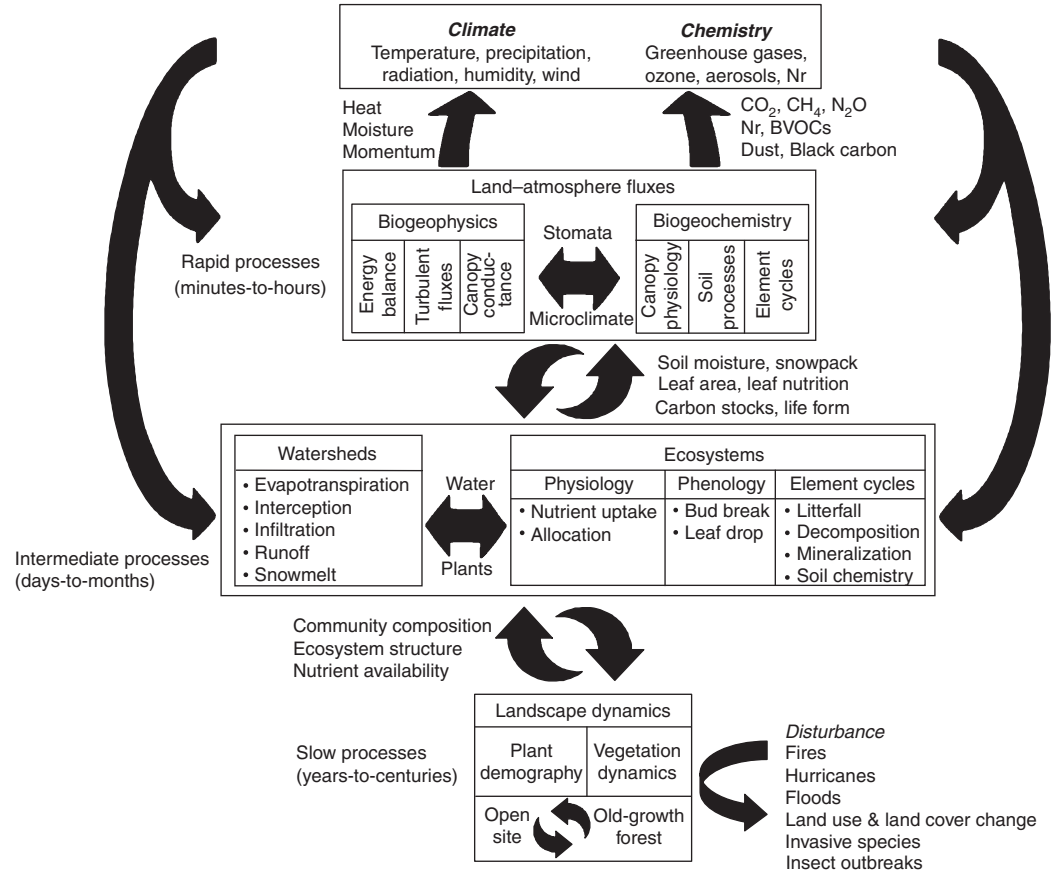 Climate
Temperature, precipitation,
radiation, humidity, wind
Chemistry
Greenhouse gases,
ozone, aerosols, Nr
Heat
Moisture
Momentum
CO₂, CH₄, N₂O
Nr, BVOCs
Dust, Black carbon
Land–atmosphere fluxes
Biogeophysics
Energy
balance
Turbulent
fluxes
Canopy
conduc-
tance
Stomata
Microclimate
Biogeochemistry
Canopy
physiology
Soil
processes
Element
cycles
Rapid processes
(minutes-to-hours)
Soil moisture, snowpack
Leaf area, leaf nutrition
Carbon stocks, life form
Watersheds
• Evapotranspiration
• Interception
• Infiltration
• Runoff
• Snowmelt
Water
Plants
Ecosystems
Physiology
• Nutrient uptake
• Allocation
Phenology
• Bud break
• Leaf drop
Element cycles
• Litterfall
• Decomposition
• Mineralization
• Soil chemistry
Intermediate processes
(days-to-months)
Community composition
Ecosystem structure
Nutrient availability
Landscape dynamics
Plant
demography
Vegetation
dynamics
Open
site
Old-growth
forest
Slow processes
(years-to-centuries)
Disturbance
Fires
Hurricanes
Floods
Land use & land cover change
Invasive species
Insect outbreaks